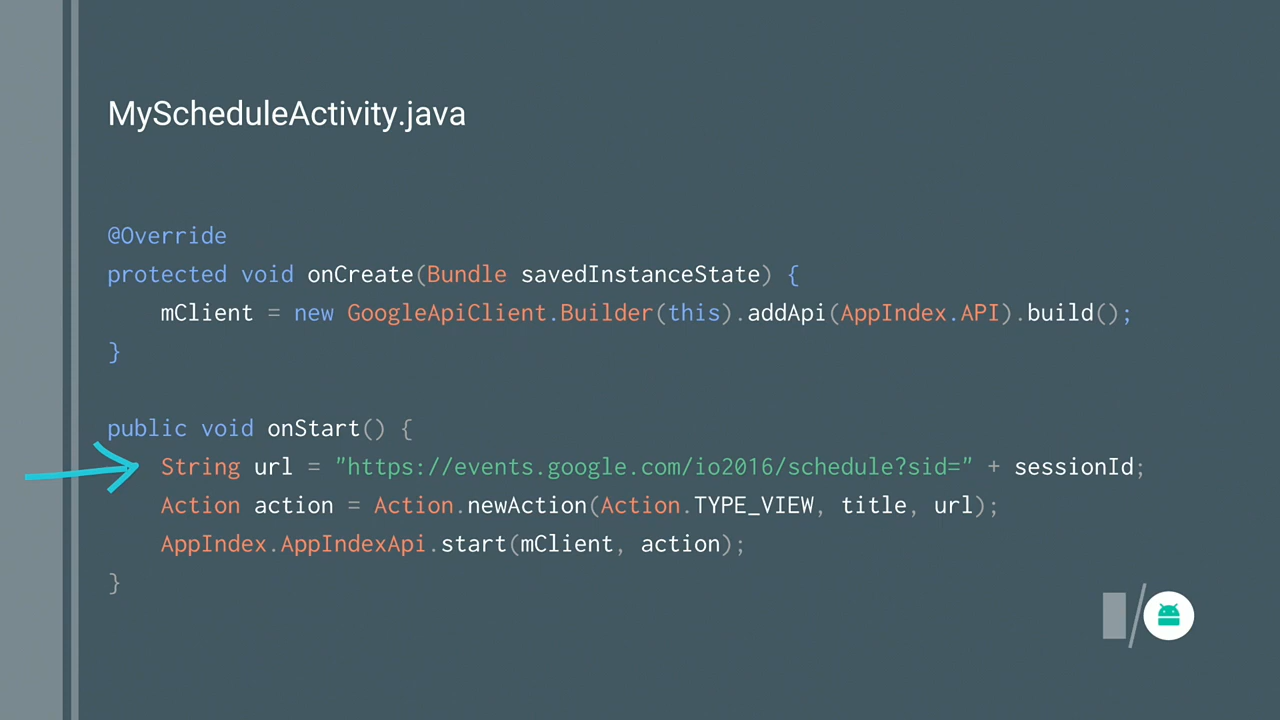 MyScheduleActivity.java
@Override
protected void onCreate(Bundle savedInstanceState) {
    mClient = new GoogleApiClient.Builder(this).addApi(AppIndex.API).build();
}
public void onStart() {
    String url = "https://events.google.com/io2016/schedule?sid=" + sessionId;
    Action action = Action.newAction(Action.TYPE_VIEW, title, url);
    AppIndex.AppIndexApi.start(mClient, action);
}